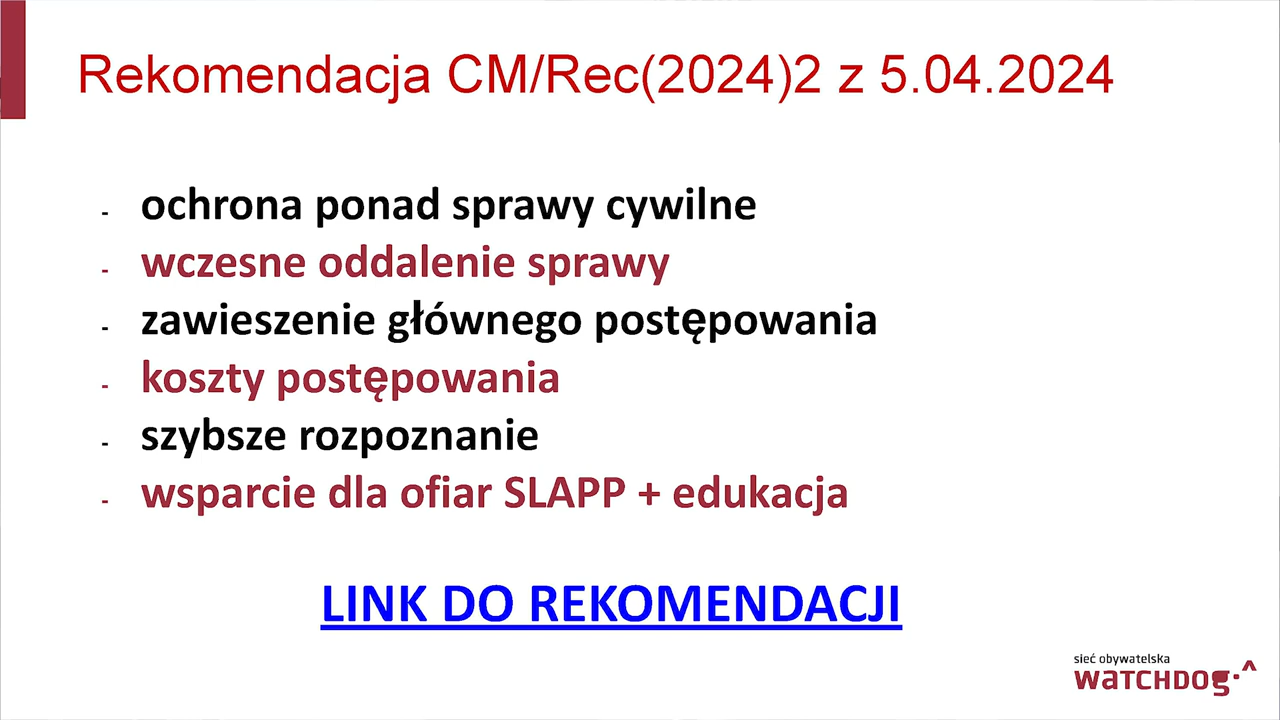 Rekomendacja CM/Rec(2024)2 z 5.04.2024
- ochrona ponad sprawy cywilne
- wczesne oddalenie sprawy
- zawieszenie głównego postępowania
- koszty postępowania
- szybsze rozpoznanie
- wsparcie dla ofiar SLAPP + edukacja
LINK DO REKOMENDACJI
sieć obywatelska
WATCHDOG.^